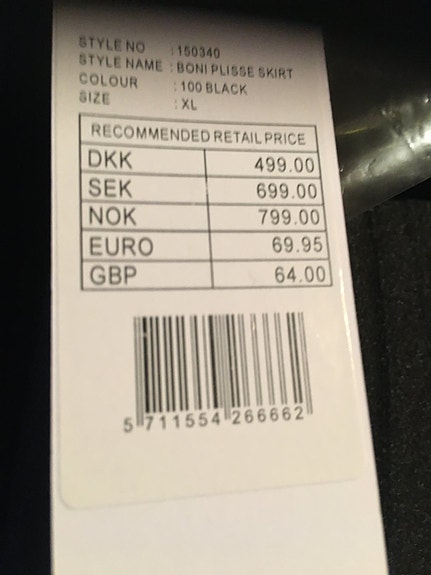 STYLE NO : 150340
STYLE NAME : BONI PLISSE SKIRT
COLOUR : 100 BLACK
SIZE : XL
RECOMMENDED RETAIL PRICE
DKK 499.00
SEK 699.00
NOK 799.00
EURO 69.95
GBP 64.00
5 711554 266662